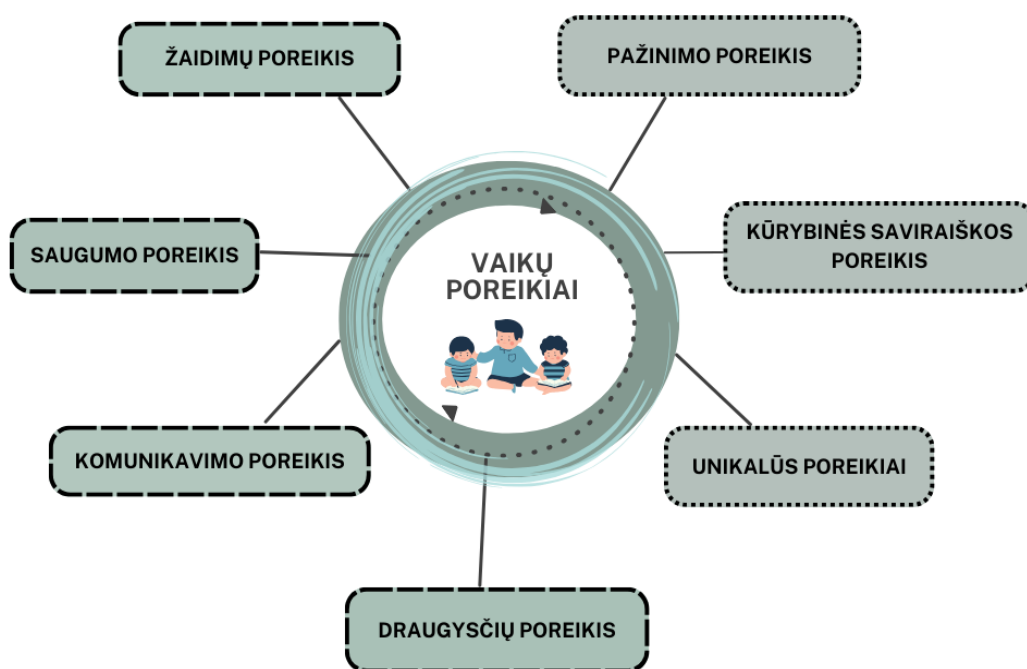 ŽAIDIMŲ POREIKIS
PAŽINIMO POREIKIS
SAUGUMO POREIKIS
VAIKŲ
POREIKIAI
KŪRYBINĖS SAVIRAIŠKOS
POREIKIS
KOMUNIKAVIMO POREIKIS
UNIKALŪS POREIKIAI
DRAUGYSČIŲ POREIKIS